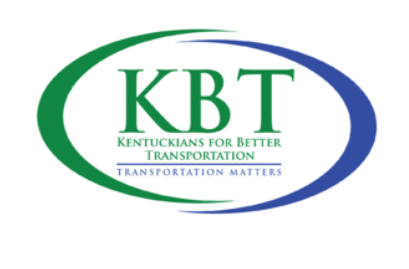 KBT
KENTUCKIANS FOR BETTER
TRANSPORTATION
TRANSPORTATION MATTERS